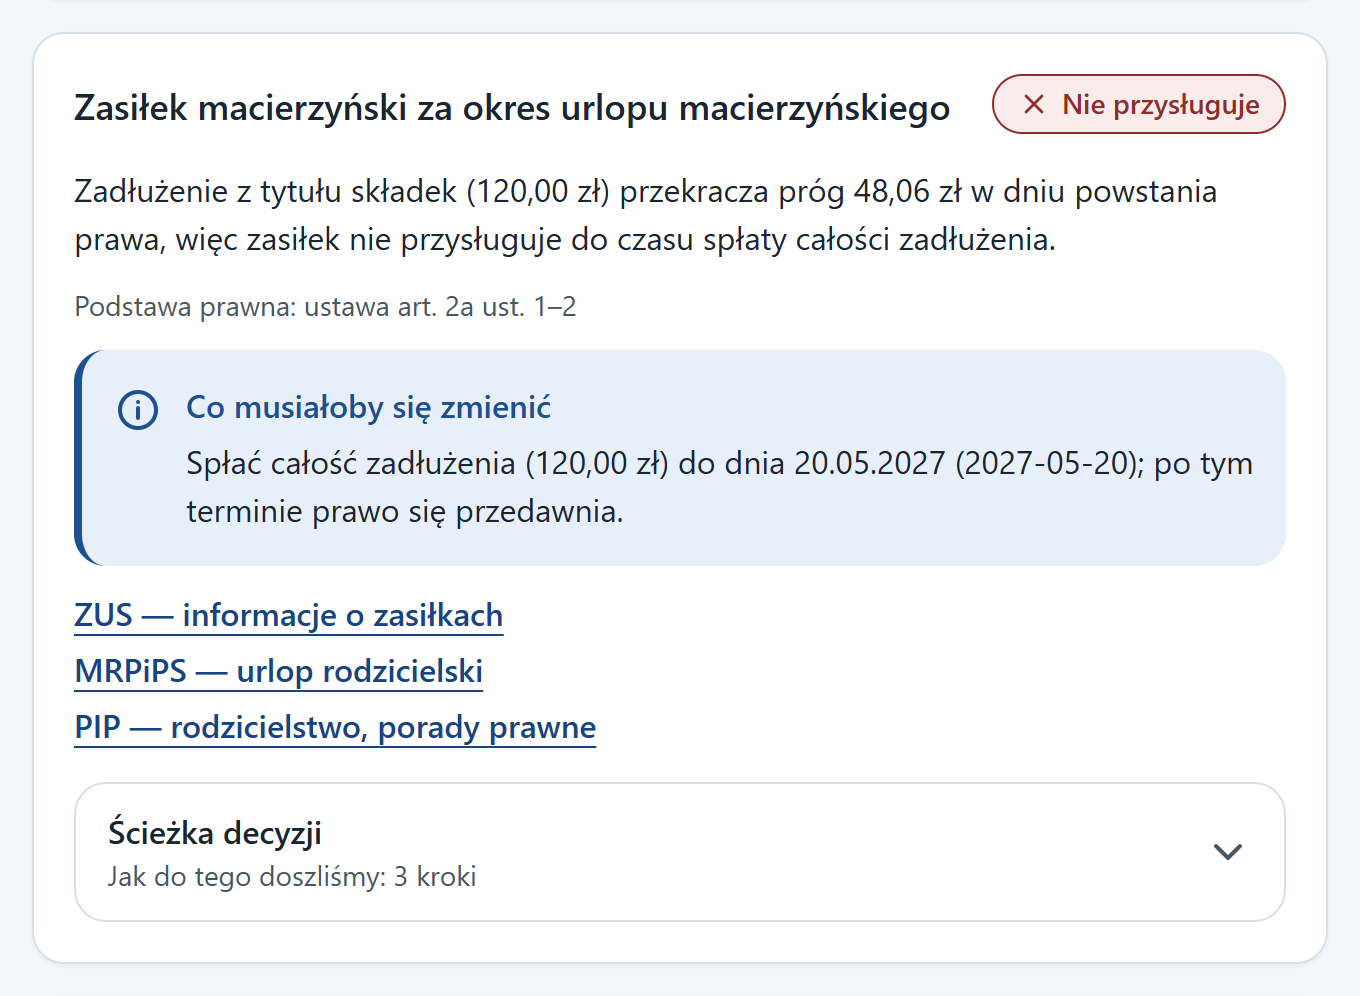 Zasiłek macierzyński za okres urlopu macierzyńskiego
Nie przysługuje
Zadłużenie z tytułu składek (120,00 zł) przekracza próg 48,06 zł w dniu powstania
prawa, więc zasiłek nie przysługuje do czasu spłaty całości zadłużenia.
Podstawa prawna: ustawa art. 2a ust. 1–2
Co musiałoby się zmienić
Spłać całość zadłużenia (120,00 zł) do dnia 20.05.2027 (2027-05-20); po tym
terminie prawo się przedawnia.
ZUS — informacje o zasiłkach
MRPiPS — urlop rodzicielski
PIP — rodzicielstwo, porady prawne
Ścieżka decyzji
Jak do tego doszliśmy: 3 kroki